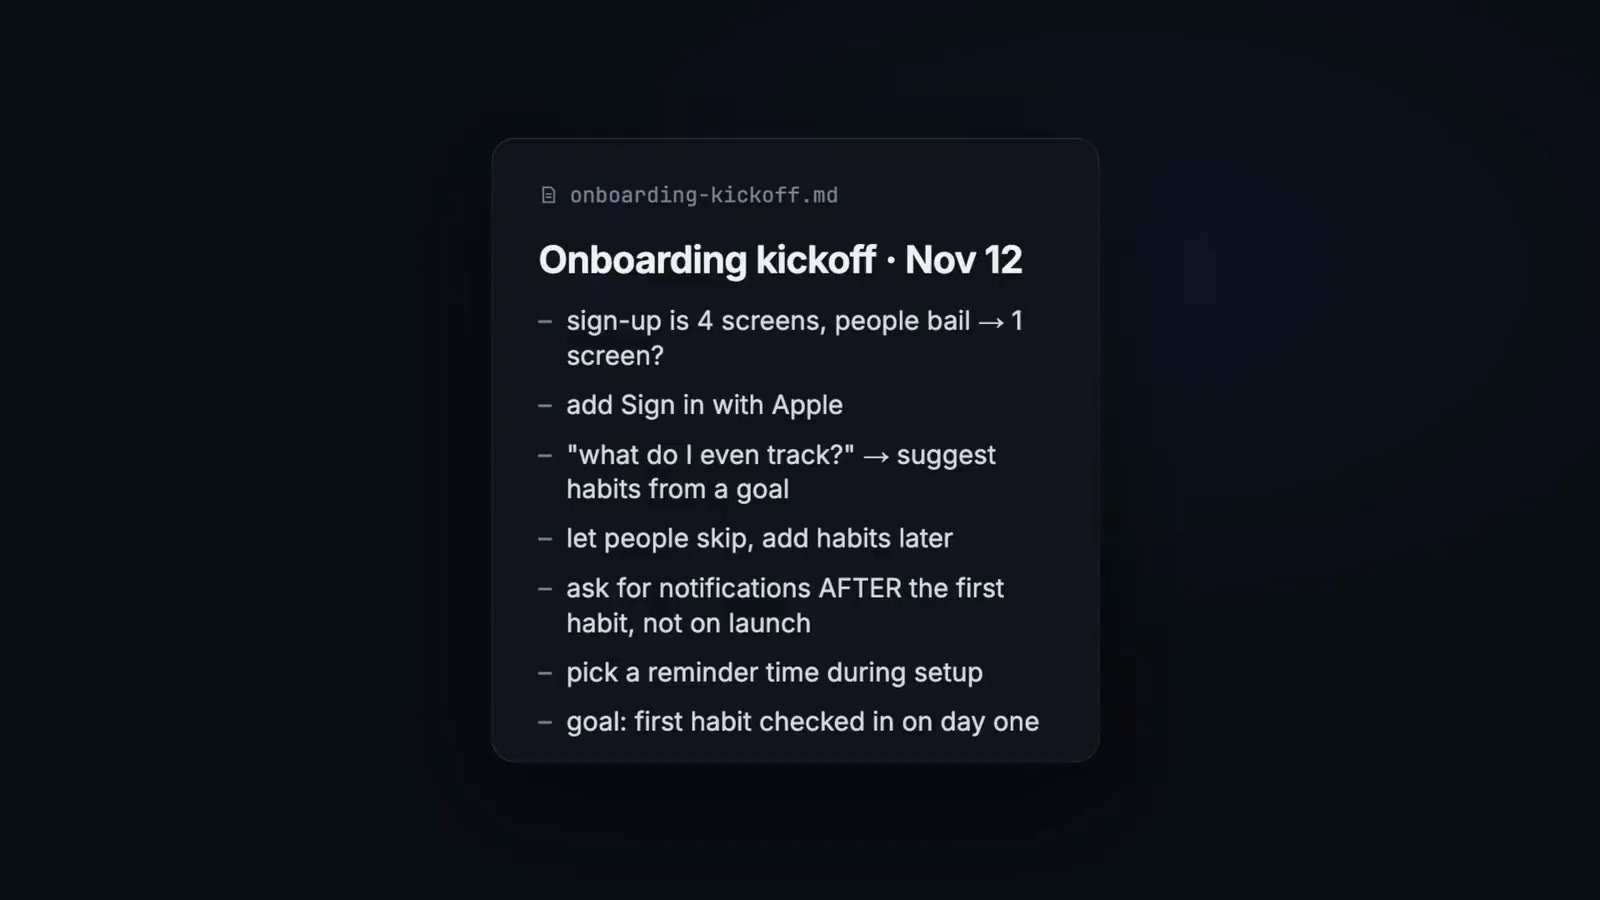 onboarding-kickoff.md
Onboarding kickoff · Nov 12
– sign-up is 4 screens, people bail → 1
screen?
– add Sign in with Apple
– "what do I even track?" → suggest
habits from a goal
– let people skip, add habits later
– ask for notifications AFTER the first
habit, not on launch
– pick a reminder time during setup
– goal: first habit checked in on day one